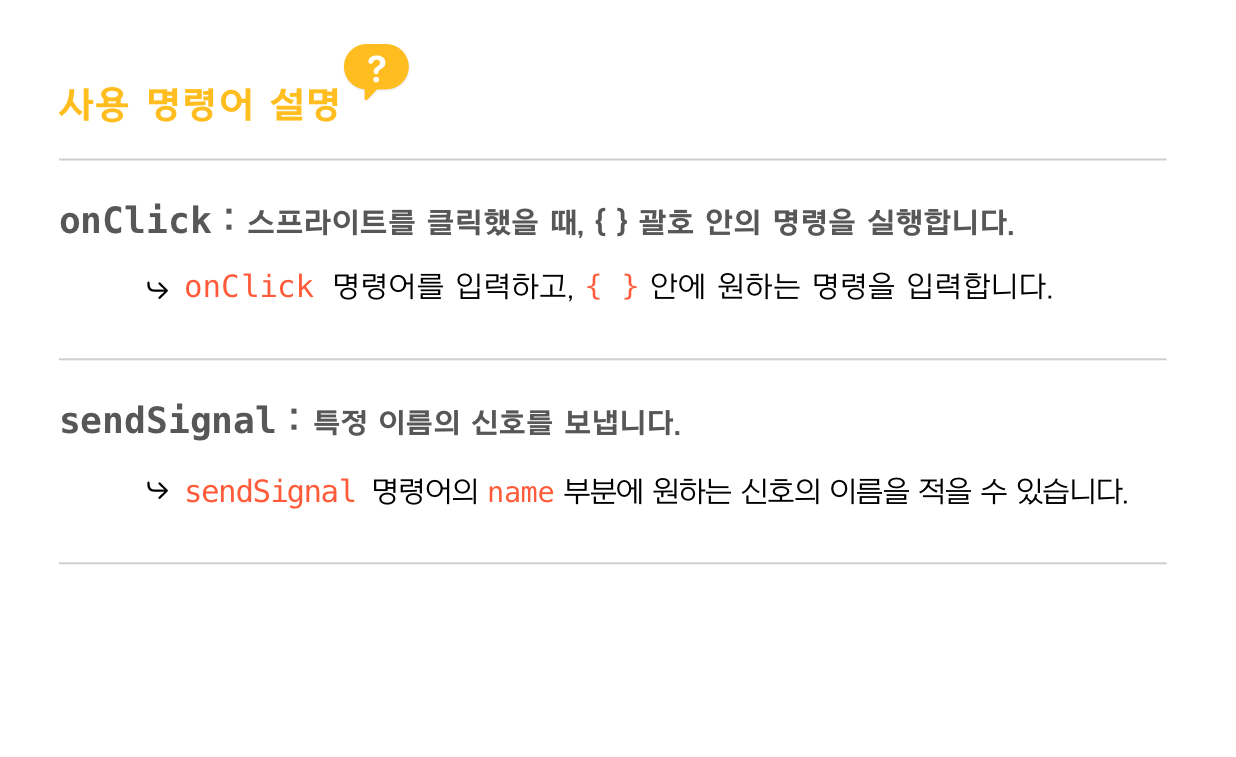 사용 명령어 설명 ?
onClick : 스프라이트를 클릭했을 때, { } 괄호 안의 명령을 실행합니다.
↪ onClick 명령어를 입력하고, { } 안에 원하는 명령을 입력합니다.
sendSignal : 특정 이름의 신호를 보냅니다.
↪ sendSignal 명령어의 name 부분에 원하는 신호의 이름을 적을 수 있습니다.